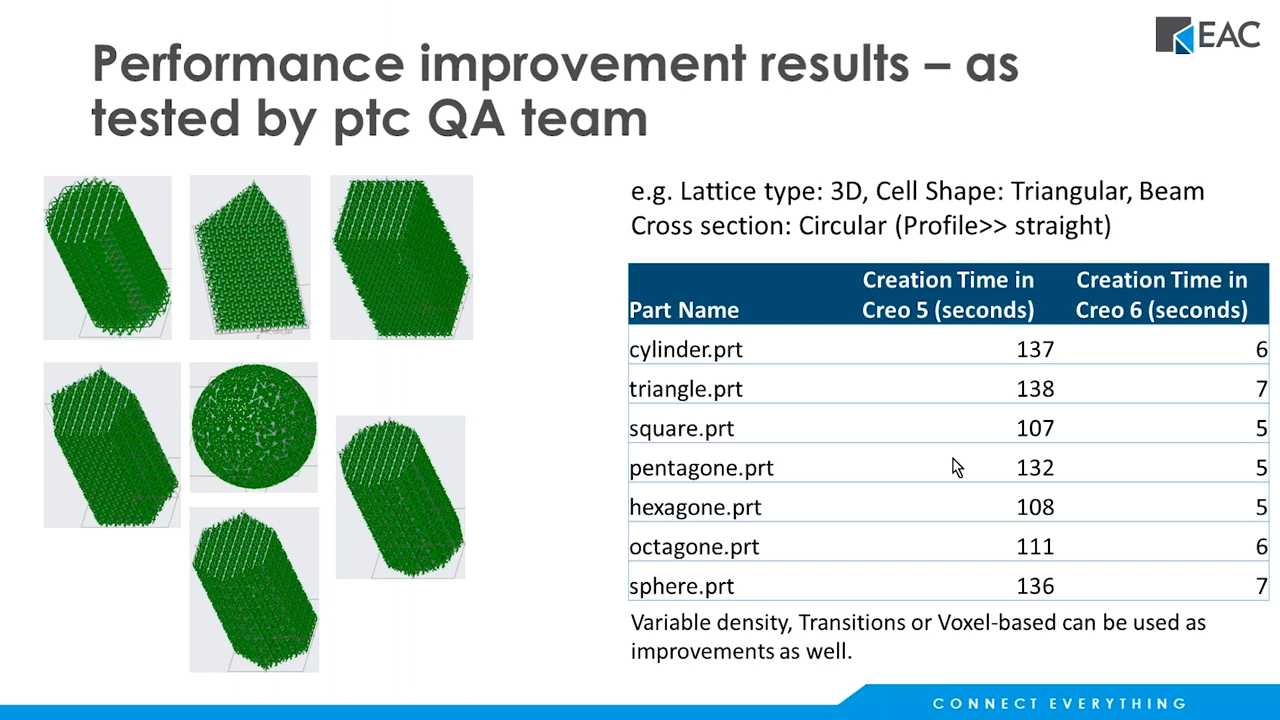 EAC
Performance improvement results – as
tested by ptc QA team
e.g. Lattice type: 3D, Cell Shape: Triangular, Beam
Cross section: Circular (Profile>> straight)
Part Name Creation Time in Creo 5 (seconds) Creation Time in Creo 6 (seconds)
cylinder.prt 137 6
triangle.prt 138 7
square.prt 107 5
pentagone.prt 132 5
hexagone.prt 108 5
octagone.prt 111 6
sphere.prt 136 7
Variable density, Transitions or Voxel-based can be used as
improvements as well.
CONNECT EVERYTHING